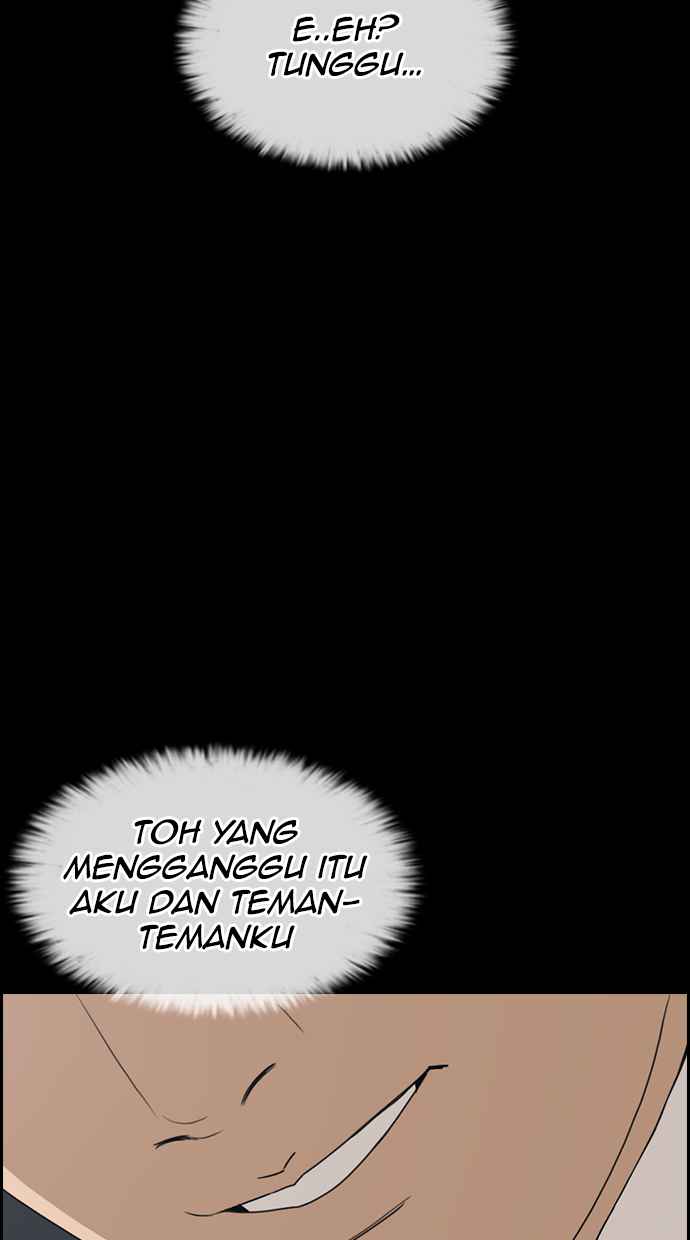 E..EH?
TUNGGU...
TOH YANG
MENGGANGGU ITU
AKU DAN TEMAN-
TEMANKU